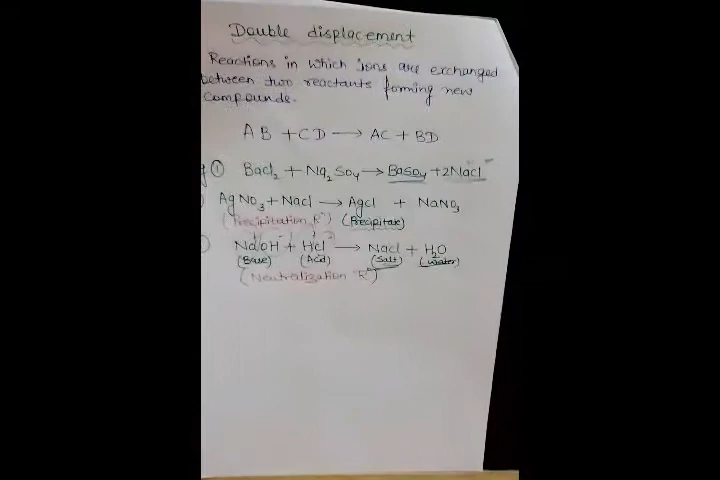 Double displacement
Reactions in which ions are exchanged
between two reactants forming new
compounds.
AB + CD → AC + BD
① Bacl₂ + Na₂SO₄ → BaSO₄ + 2Nacl
AgNO₃ + Nacl → Agcl + NaNO₃
(Precipitation Rⁿ) (Precipitate)
NaOH + Hcl → Nacl + H₂O
(Base) (Acid) (Salt) (water)
(Neutralization Rⁿ)